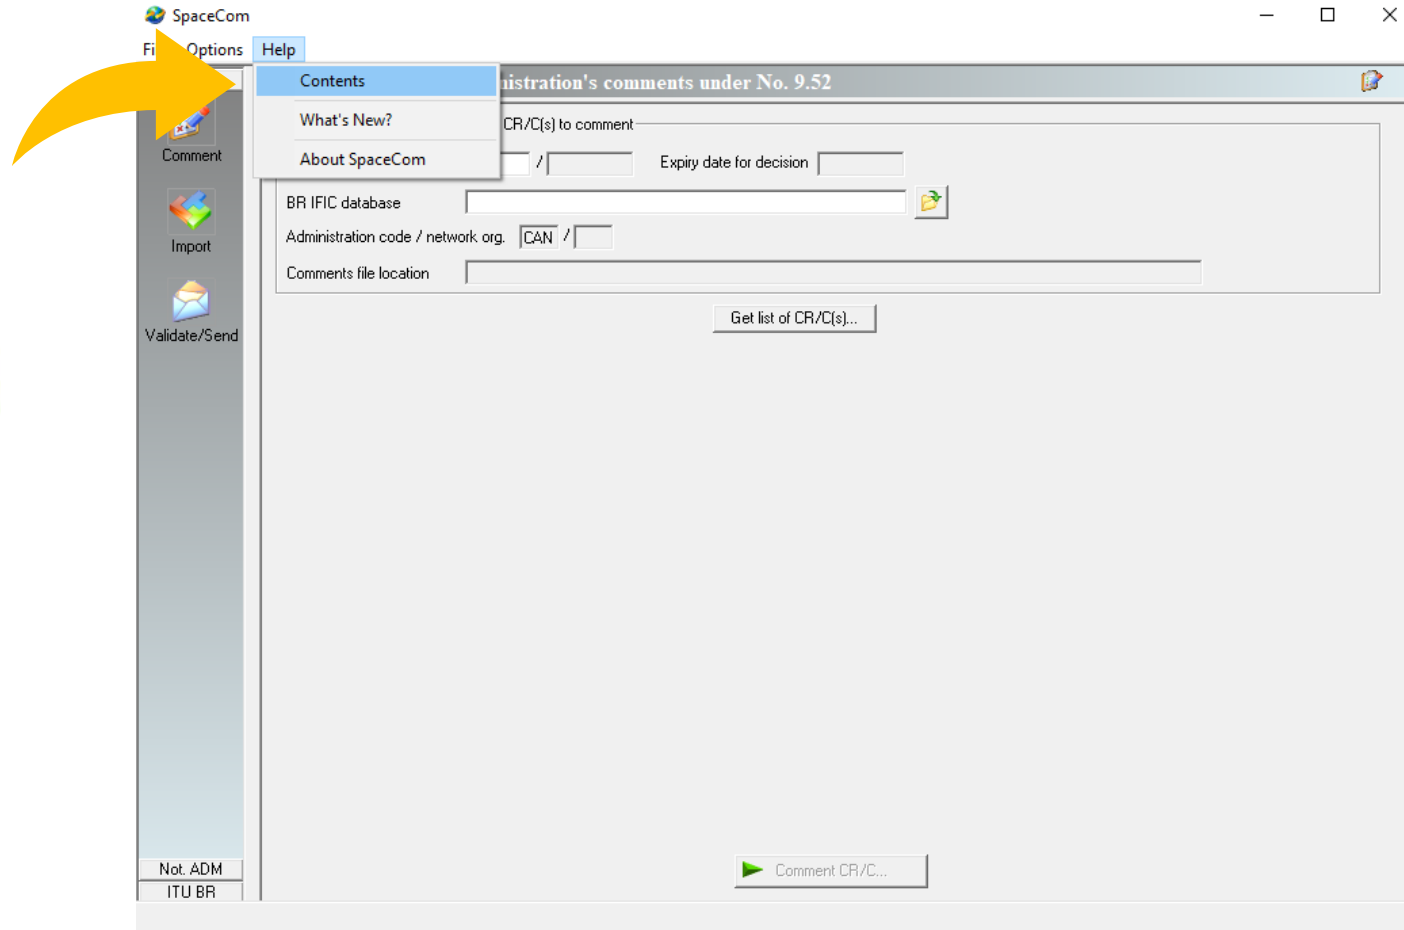 SpaceCom
Options Help
Contents
What's New?
About SpaceCom
comments under No. 9.52
CR/C(s) to comment
/ Expiry date for decision
BR IFIC database
Administration code / network org. CAN /
Comments file location
Get list of CR/C(s)...
Comment
Import
Validate/Send
Comment CR/C...
Not. ADM
ITU BR